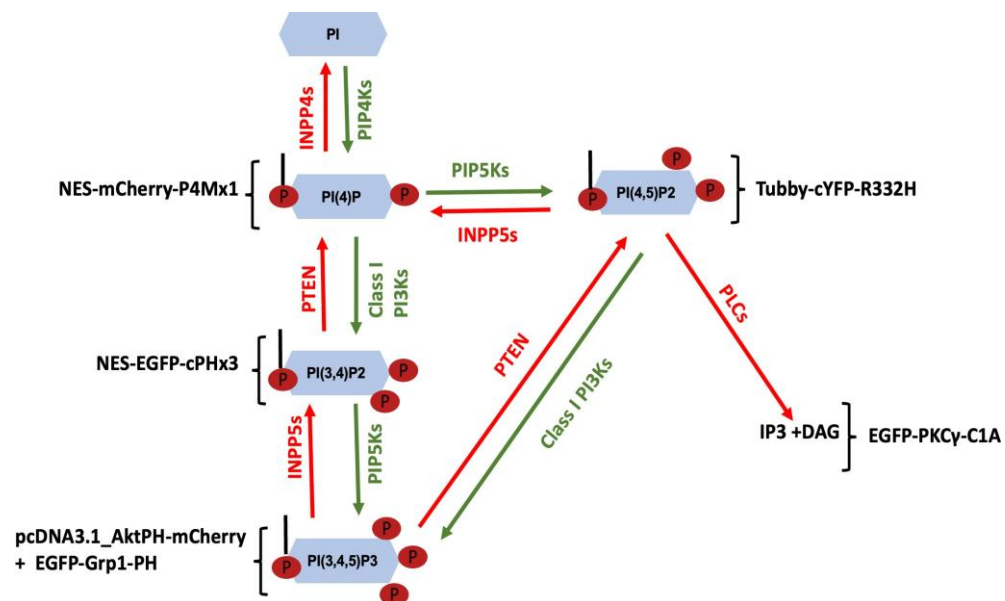 PI
INPP4s
PIP4Ks
NES-mCherry-P4Mx1
P
PI(4)P
P
PIP5Ks
INPP5s
P
P
PI(4,5)P2
P
Tubby-cYFP-R332H
PTEN
Class I
PI3Ks
NES-EGFP-cPHx3
P
PI(3,4)P2
P
P
PTEN
Class I PI3Ks
PLCs
IP3 +DAG
EGFP-PKCγ-C1A
INPP5s
PIP5Ks
pcDNA3.1_AktPH-mCherry
+ EGFP-Grp1-PH
P
PI(3,4,5)P3
P
P
P